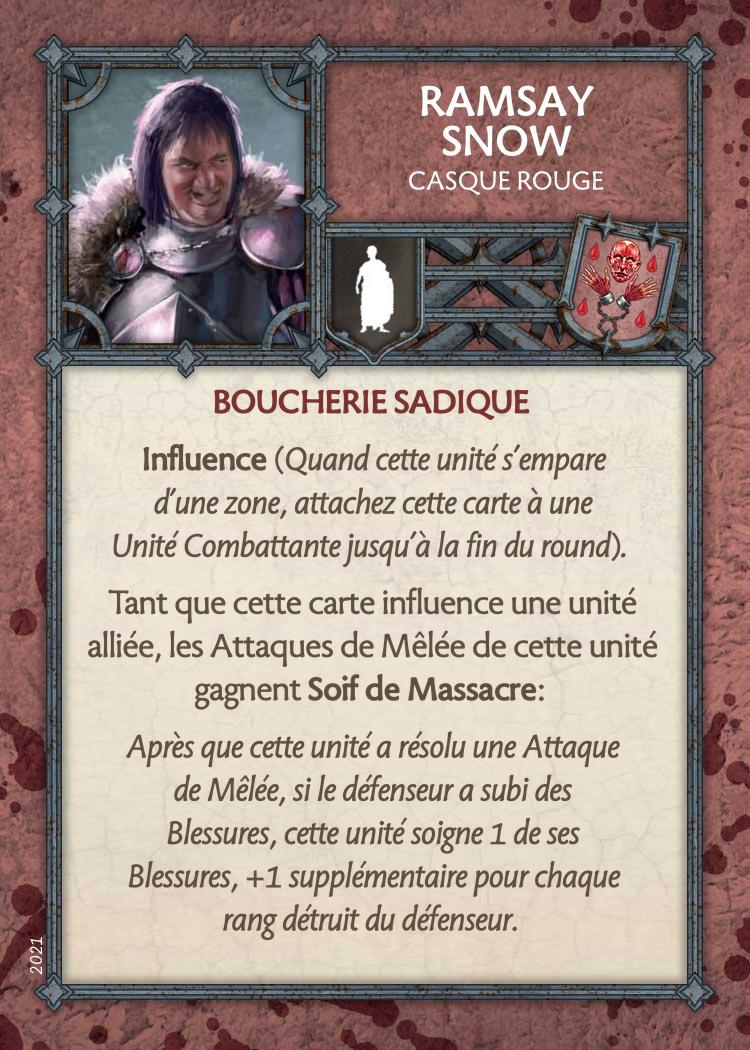 RAMSAY
SNOW
CASQUE ROUGE
BOUCHERIE SADIQUE
Influence (Quand cette unité s'empare
d'une zone, attachez cette carte à une
Unité Combattante jusqu'à la fin du round).
Tant que cette carte influence une unité
alliée, les Attaques de Mêlée de cette unité
gagnent Soif de Massacre:
Après que cette unité a résolu une Attaque
de Mêlée, si le défenseur a subi des
Blessures, cette unité soigne 1 de ses
Blessures, +1 supplémentaire pour chaque
rang détruit du défenseur.
2021